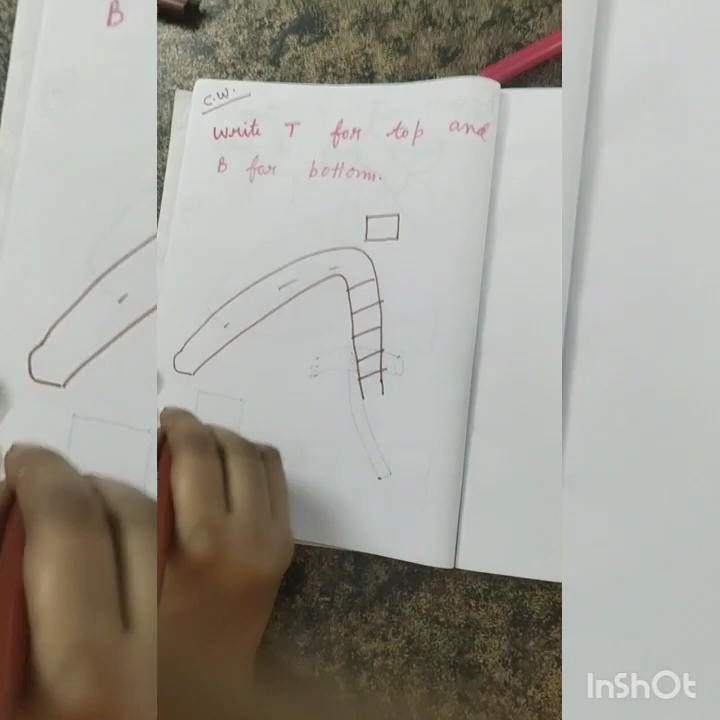 B
C.W.
Write T for top and
B for bottom.
InShOt